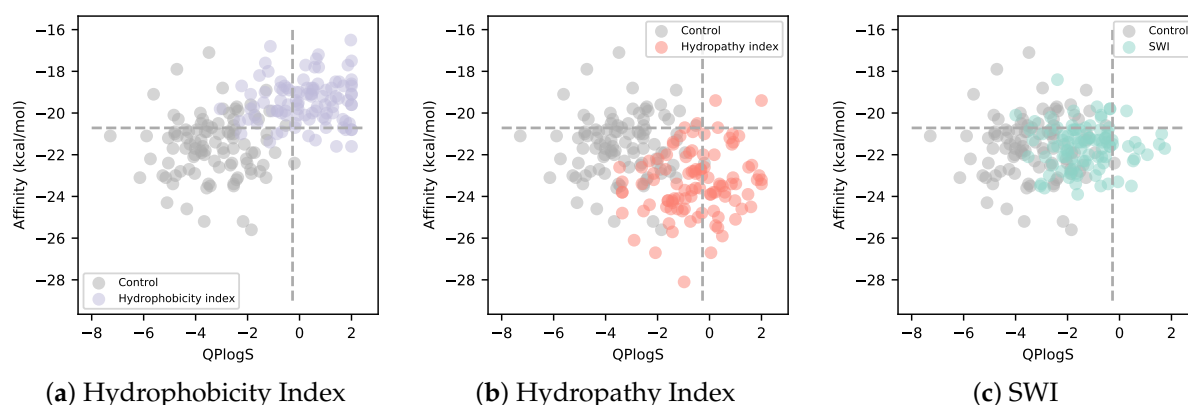 −16
−18
−20
−22
−24
−26
−28
Affinity (kcal/mol)
Control
Hydrophobicity index
−8 −6 −4 −2 0 2
QPlogS
(a) Hydrophobicity Index
−16
−18
−20
−22
−24
−26
−28
Affinity (kcal/mol)
Control
Hydropathy index
−8 −6 −4 −2 0 2
QPlogS
(b) Hydropathy Index
−16
−18
−20
−22
−24
−26
−28
Affinity (kcal/mol)
Control
SWI
−8 −6 −4 −2 0 2
QPlogS
(c) SWI